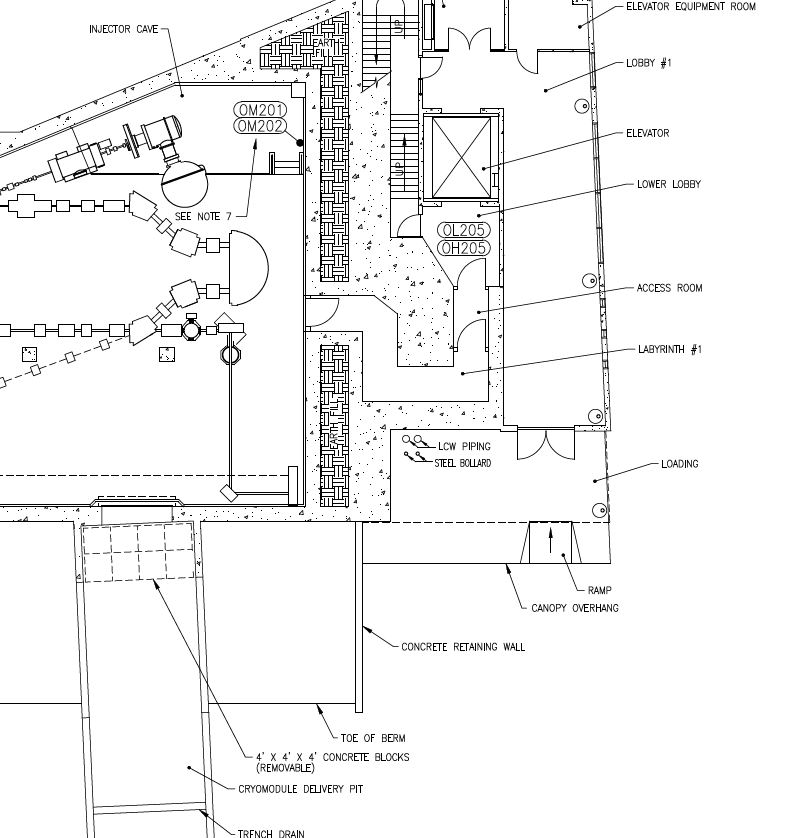 ELEVATOR EQUIPMENT ROOM
INJECTOR CAVE
UP
EARTH
FILL
LOBBY #1
OM201
OM202
ELEVATOR
UP
LOWER LOBBY
SEE NOTE 7
OL205
OH205
ACCESS ROOM
LABYRINTH #1
EARTH FILL
LCW PIPING
STEEL BOLLARD
LOADING
RAMP
CANOPY OVERHANG
CONCRETE RETAINING WALL
TOE OF BERM
4' X 4' X 4' CONCRETE BLOCKS
(REMOVABLE)
CRYOMODULE DELIVERY PIT
TRENCH DRAIN